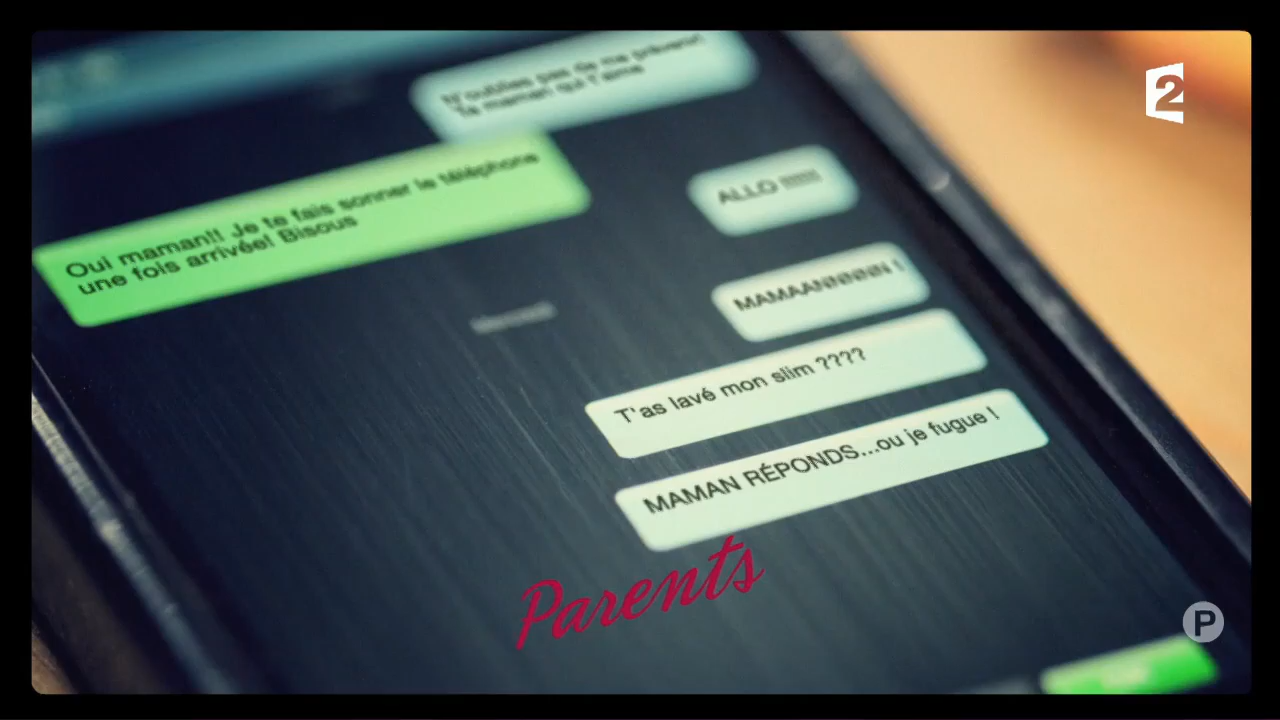 N'oublies pas de me prévenir
Ta maman qui t'aime
Oui maman!! Je te fais sonner le téléphone
une fois arrivée! Bisous
ALLO !!!!!!!
MAMAANNNNN !
T'as lavé mon slim ????
MAMAN RÉPONDS...ou je fugue !
Parents
2
P